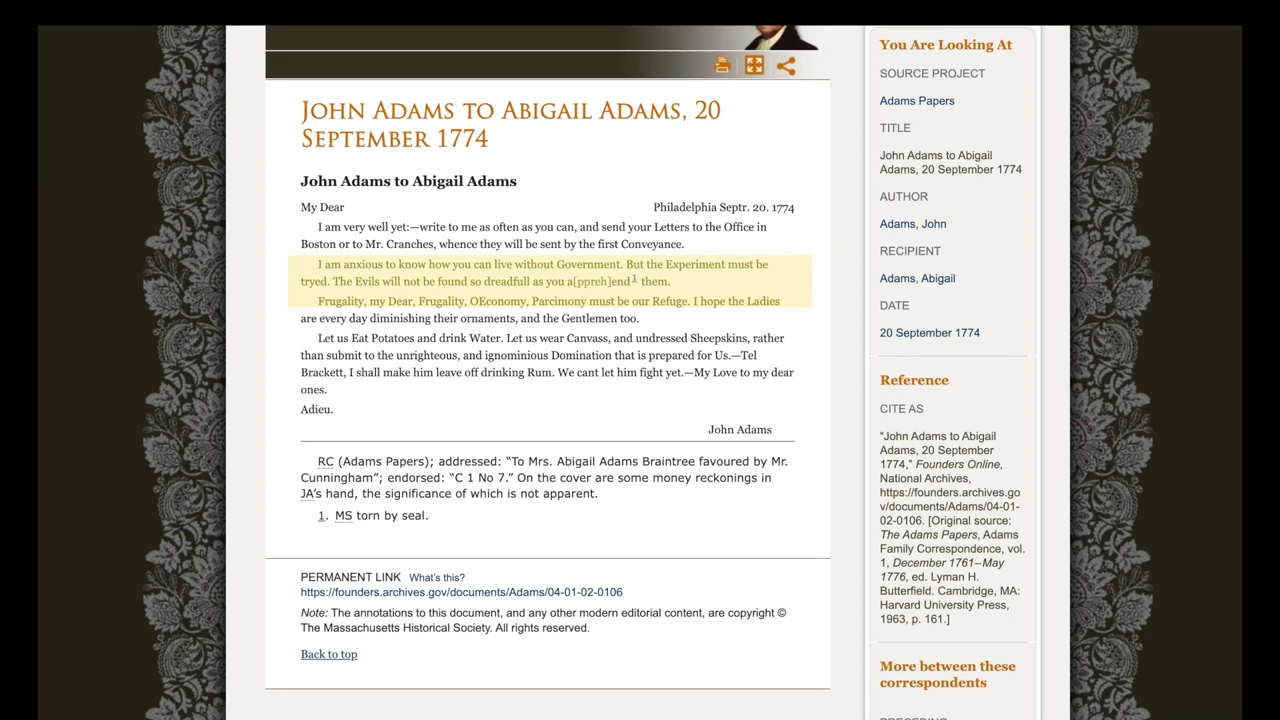 John Adams to Abigail Adams, 20
September 1774
John Adams to Abigail Adams
My Dear
Philadelphia Septr. 20. 1774
I am very well yet:—write to me as often as you can, and send your Letters to the Office in
Boston or to Mr. Cranches, whence they will be sent by the first Conveyance.
I am anxious to know how you can live without Government. But the Experiment must be
tryed. The Evils will not be found so dreadfull as you a[ppreh]end1 them.
Frugality, my Dear, Frugality, OEconomy, Parcimony must be our Refuge. I hope the Ladies
are every day diminishing their ornaments, and the Gentlemen too.
Let us Eat Potatoes and drink Water. Let us wear Canvass, and undressed Sheepskins, rather
than submit to the unrighteous, and ignominious Domination that is prepared for Us.—Tel
Brackett, I shall make him leave off drinking Rum. We cant let him fight yet.—My Love to my dear
ones.
Adieu.
John Adams
RC (Adams Papers); addressed: “To Mrs. Abigail Adams Braintree favoured by Mr.
Cunningham”; endorsed: “C 1 No 7.” On the cover are some money reckonings in
JA’s hand, the significance of which is not apparent.
1. MS torn by seal.
PERMANENT LINK What’s this?
https://founders.archives.gov/documents/Adams/04-01-02-0106
Note: The annotations to this document, and any other modern editorial content, are copyright ©
The Massachusetts Historical Society. All rights reserved.
Back to top
You Are Looking At
SOURCE PROJECT
Adams Papers
TITLE
John Adams to Abigail
Adams, 20 September 1774
AUTHOR
Adams, John
RECIPIENT
Adams, Abigail
DATE
20 September 1774
Reference
CITE AS
“John Adams to Abigail
Adams, 20 September
1774,” Founders Online,
National Archives,
https://founders.archives.go
v/documents/Adams/04-01-
02-0106. [Original source:
The Adams Papers, Adams
Family Correspondence, vol.
1, December 1761–May
1776, ed. Lyman H.
Butterfield. Cambridge, MA:
Harvard University Press,
1963, p. 161.]
More between these
correspondents
PRECEDING